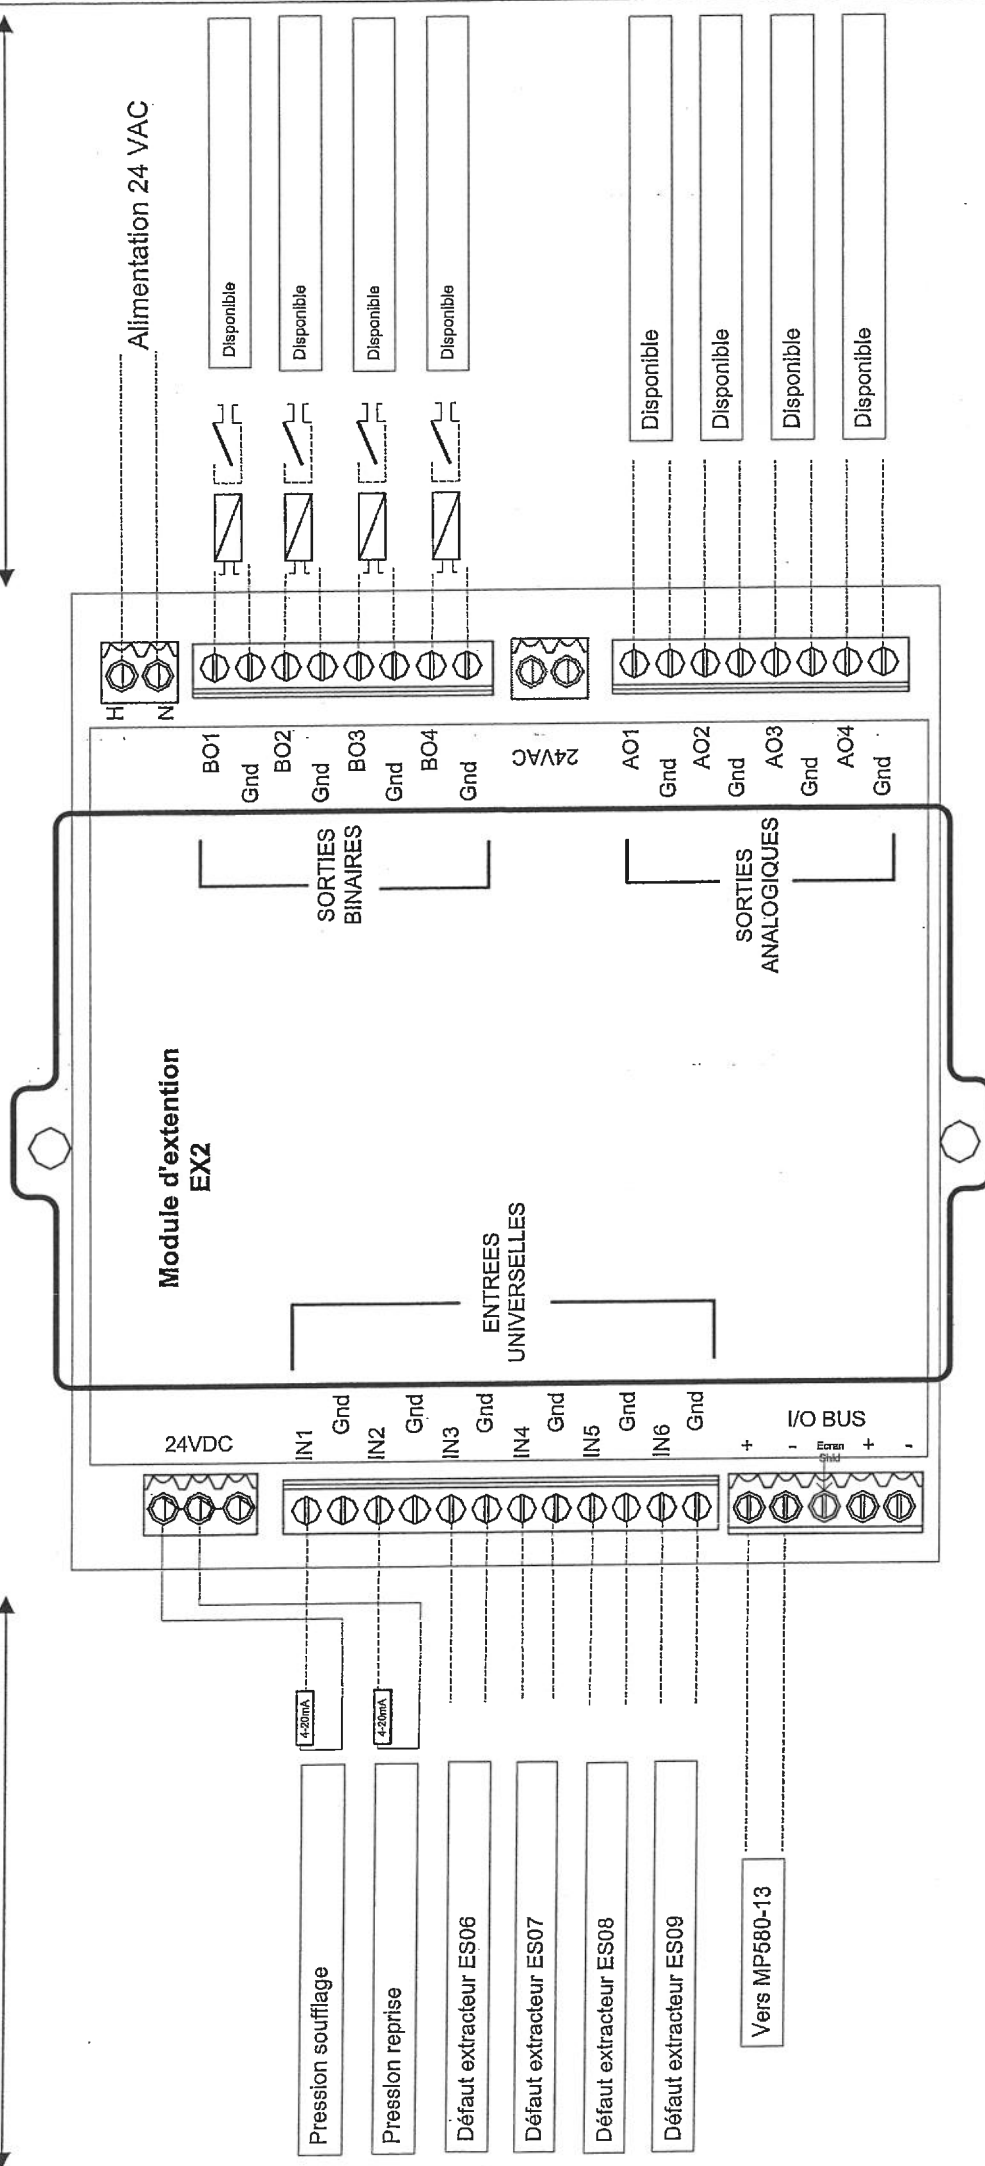 Alimentation 24 VAC
Disponible
Disponible
Disponible
Disponible
Disponible
Disponible
Disponible
Disponible
H
N
BO1
Gnd
BO2
Gnd
BO3
Gnd
BO4
Gnd
24VAC
AO1
Gnd
AO2
Gnd
AO3
Gnd
AO4
Gnd
SORTIES
BINAIRES
SORTIES
ANALOGIQUES
Module d'extention
EX2
ENTREES
UNIVERSELLES
24VDC
IN1
Gnd
IN2
Gnd
IN3
Gnd
IN4
Gnd
IN5
Gnd
IN6
Gnd
I/O BUS
+
-
Ecran
Shld
+
-
4-20mA
4-20mA
Pression soufflage
Pression reprise
Défaut extracteur ES06
Défaut extracteur ES07
Défaut extracteur ES08
Défaut extracteur ES09
Vers MP580-13